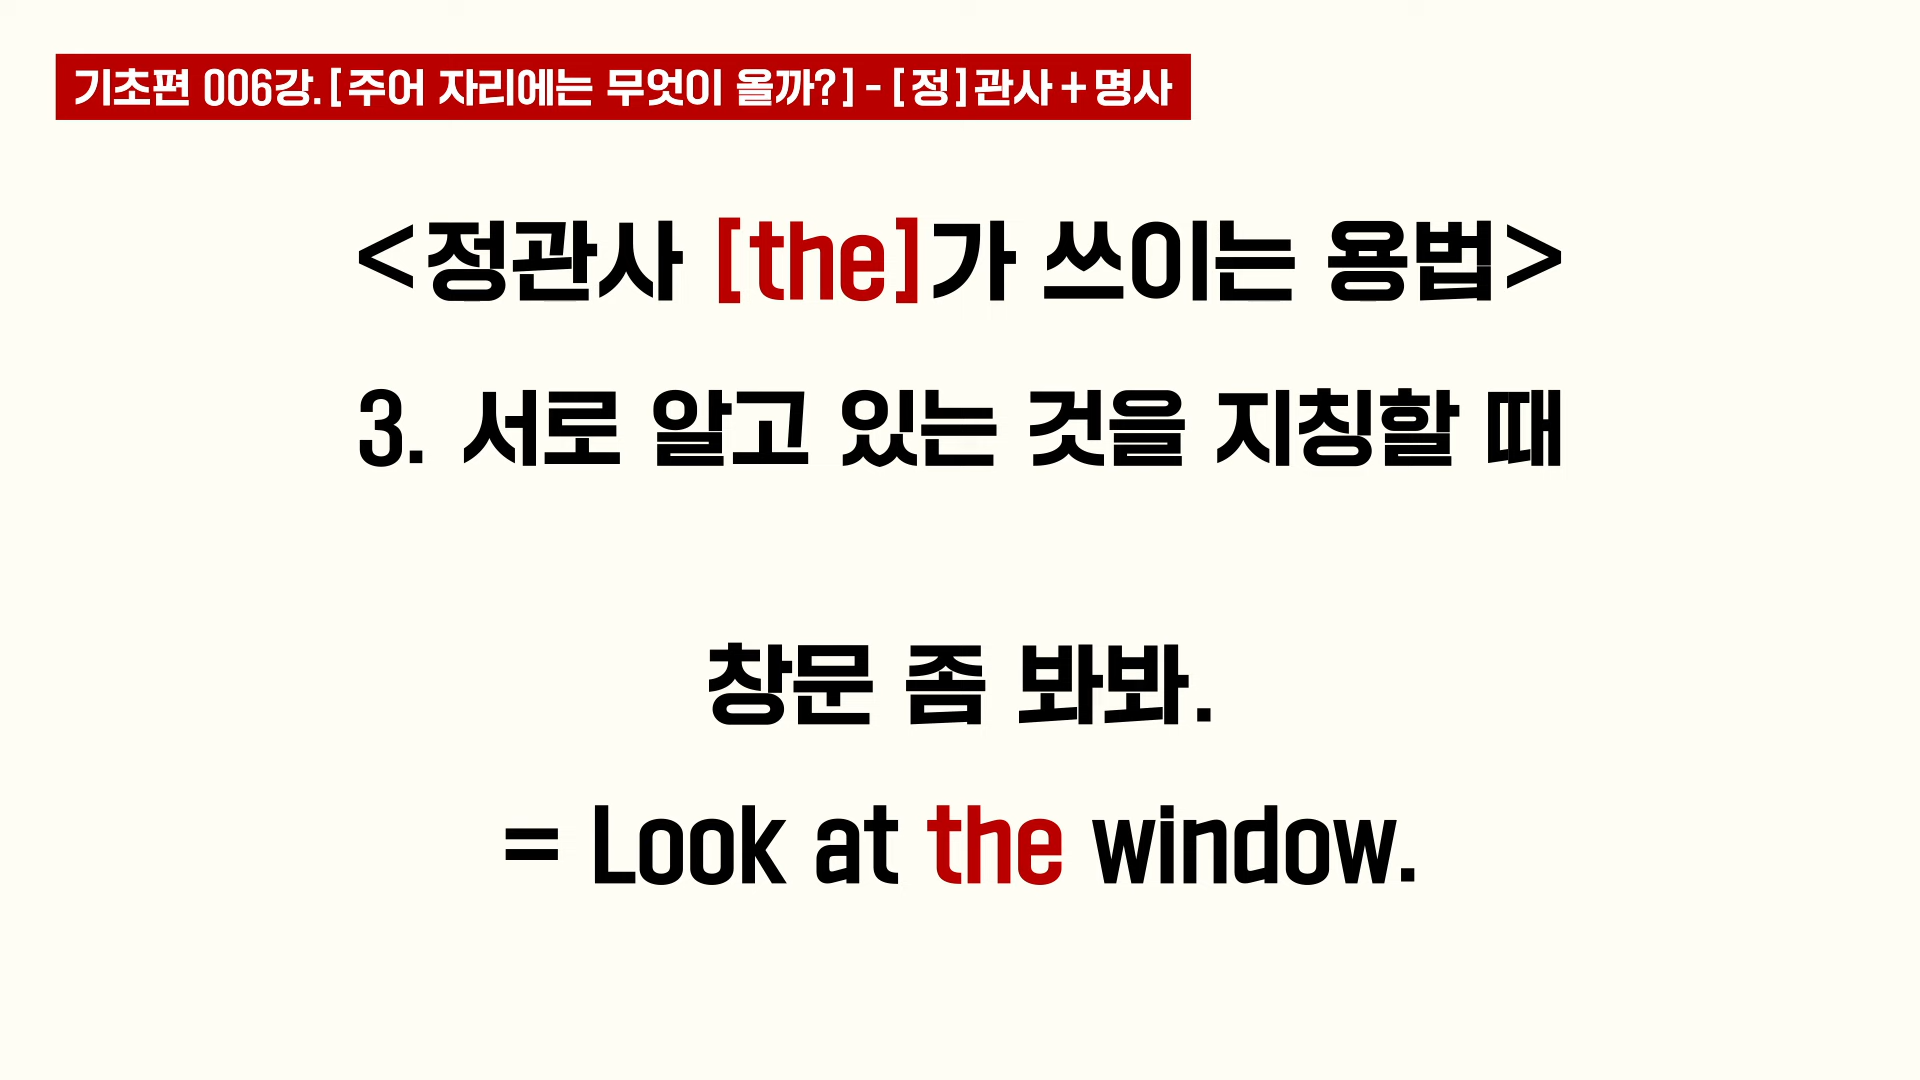 기초편 006강.[주어 자리에는 무엇이 올까?] - [정]관사 + 명사
<정관사 [the]가 쓰이는 용법>
3. 서로 알고 있는 것을 지칭할 때
창문 좀 봐봐.
= Look at the window.